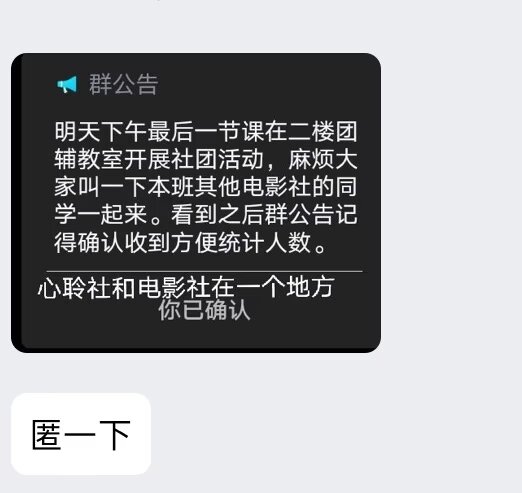 群公告
明天下午最后一节课在二楼团
辅教室开展社团活动，麻烦大
家叫一下本班其他电影社的同
学一起来。看到之后群公告记
得确认收到方便统计人数。
心聆社和电影社在一个地方
你已确认
匿一下